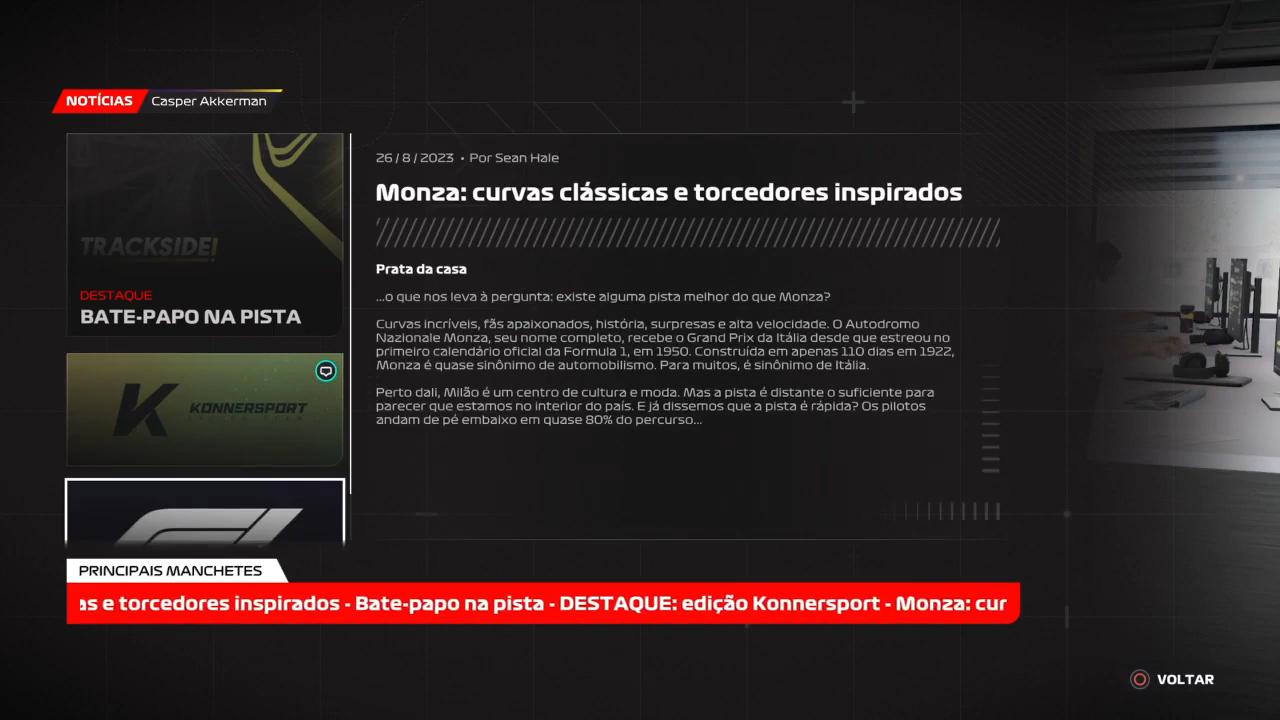 NOTÍCIAS Casper Akkerman
TRACKSIDE!
DESTAQUE
BATE-PAPO NA PISTA
K KONNERSPORT
26 / 8 / 2023 • Por Sean Hale
Monza: curvas clássicas e torcedores inspirados
Prata da casa
...o que nos leva à pergunta: existe alguma pista melhor do que Monza?
Curvas incríveis, fãs apaixonados, história, surpresas e alta velocidade. O Autodromo
Nazionale Monza, seu nome completo, recebe o Grand Prix da Itália desde que estreou no
primeiro calendário oficial da Formula 1, em 1950. Construída em apenas 110 dias em 1922,
Monza é quase sinônimo de automobilismo. Para muitos, é sinônimo de Itália.
Perto dali, Milão é um centro de cultura e moda. Mas a pista é distante o suficiente para
parecer que estamos no interior do país. E já dissemos que a pista é rápida? Os pilotos
andam de pé embaixo em quase 80% do percurso...
PRINCIPAIS MANCHETES
as e torcedores inspirados - Bate-papo na pista - DESTAQUE: edição Konnersport - Monza: cur
VOLTAR